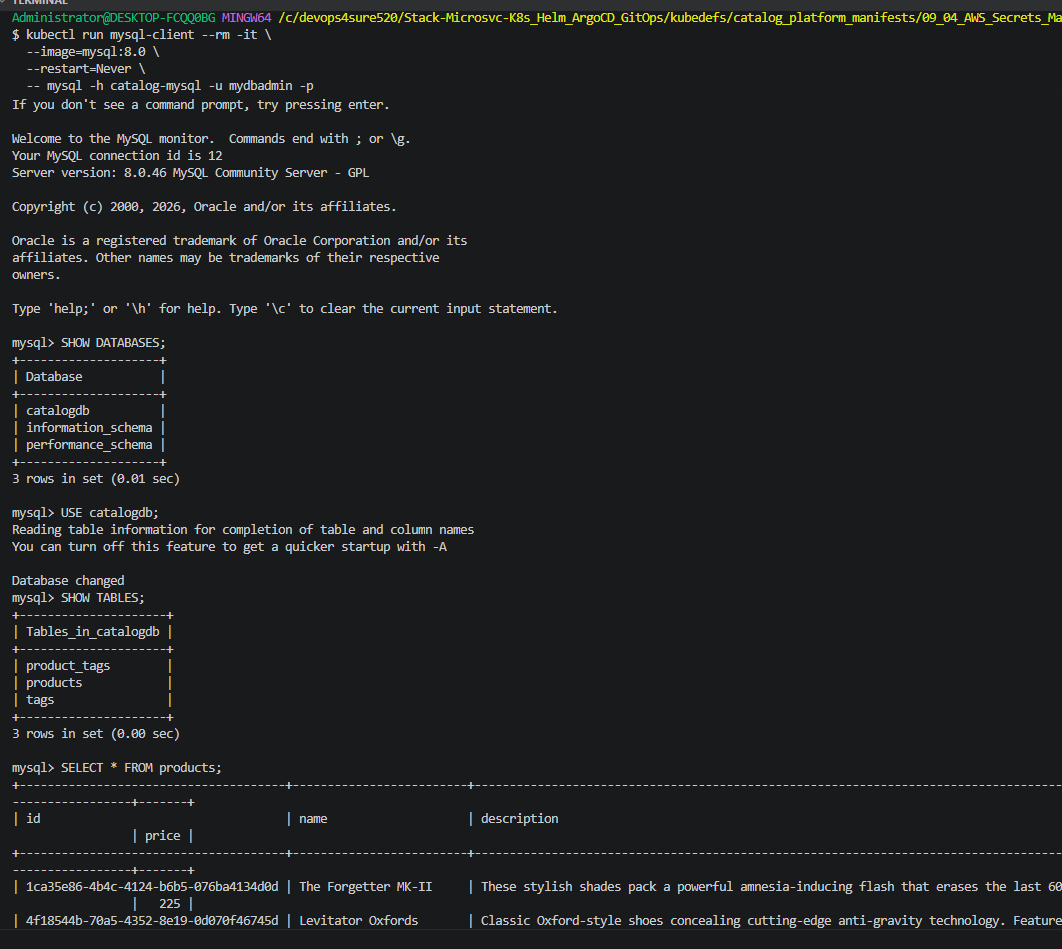 TERMINAL
Administrator@DESKTOP-FCQQ0BG MINGW64 /c/devops4sure520/Stack-Microsvc-K8s_Helm_ArgoCD_GitOps/kubedefs/catalog_platform_manifests/09_04_AWS_Secrets_Ma
$ kubectl run mysql-client --rm -it \
  --image=mysql:8.0 \
  --restart=Never \
  -- mysql -h catalog-mysql -u mydbadmin -p
If you don't see a command prompt, try pressing enter.

Welcome to the MySQL monitor.  Commands end with ; or \g.
Your MySQL connection id is 12
Server version: 8.0.46 MySQL Community Server - GPL

Copyright (c) 2000, 2026, Oracle and/or its affiliates.

Oracle is a registered trademark of Oracle Corporation and/or its
affiliates. Other names may be trademarks of their respective
owners.

Type 'help;' or '\h' for help. Type '\c' to clear the current input statement.

mysql> SHOW DATABASES;
+--------------------+
| Database           |
+--------------------+
| catalogdb          |
| information_schema |
| performance_schema |
+--------------------+
3 rows in set (0.01 sec)

mysql> USE catalogdb;
Reading table information for completion of table and column names
You can turn off this feature to get a quicker startup with -A

Database changed
mysql> SHOW TABLES;
+---------------------+
| Tables_in_catalogdb |
+---------------------+
| product_tags        |
| products            |
| tags                |
+---------------------+
3 rows in set (0.00 sec)

mysql> SELECT * FROM products;
+--------------------------------------+-------------------------+-----------------------------------------------------------------------------------
-----------------+-------+
| id                                   | name                    | description
                 | price |
+--------------------------------------+-------------------------+-----------------------------------------------------------------------------------
-----------------+-------+
| 1ca35e86-4b4c-4124-b6b5-076ba4134d0d | The Forgetter MK-II     | These stylish shades pack a powerful amnesia-inducing flash that erases the last 60
                 |   225 |
| 4f18544b-70a5-4352-8e19-0d070f46745d | Levitator Oxfords       | Classic Oxford-style shoes concealing cutting-edge anti-gravity technology. Feature